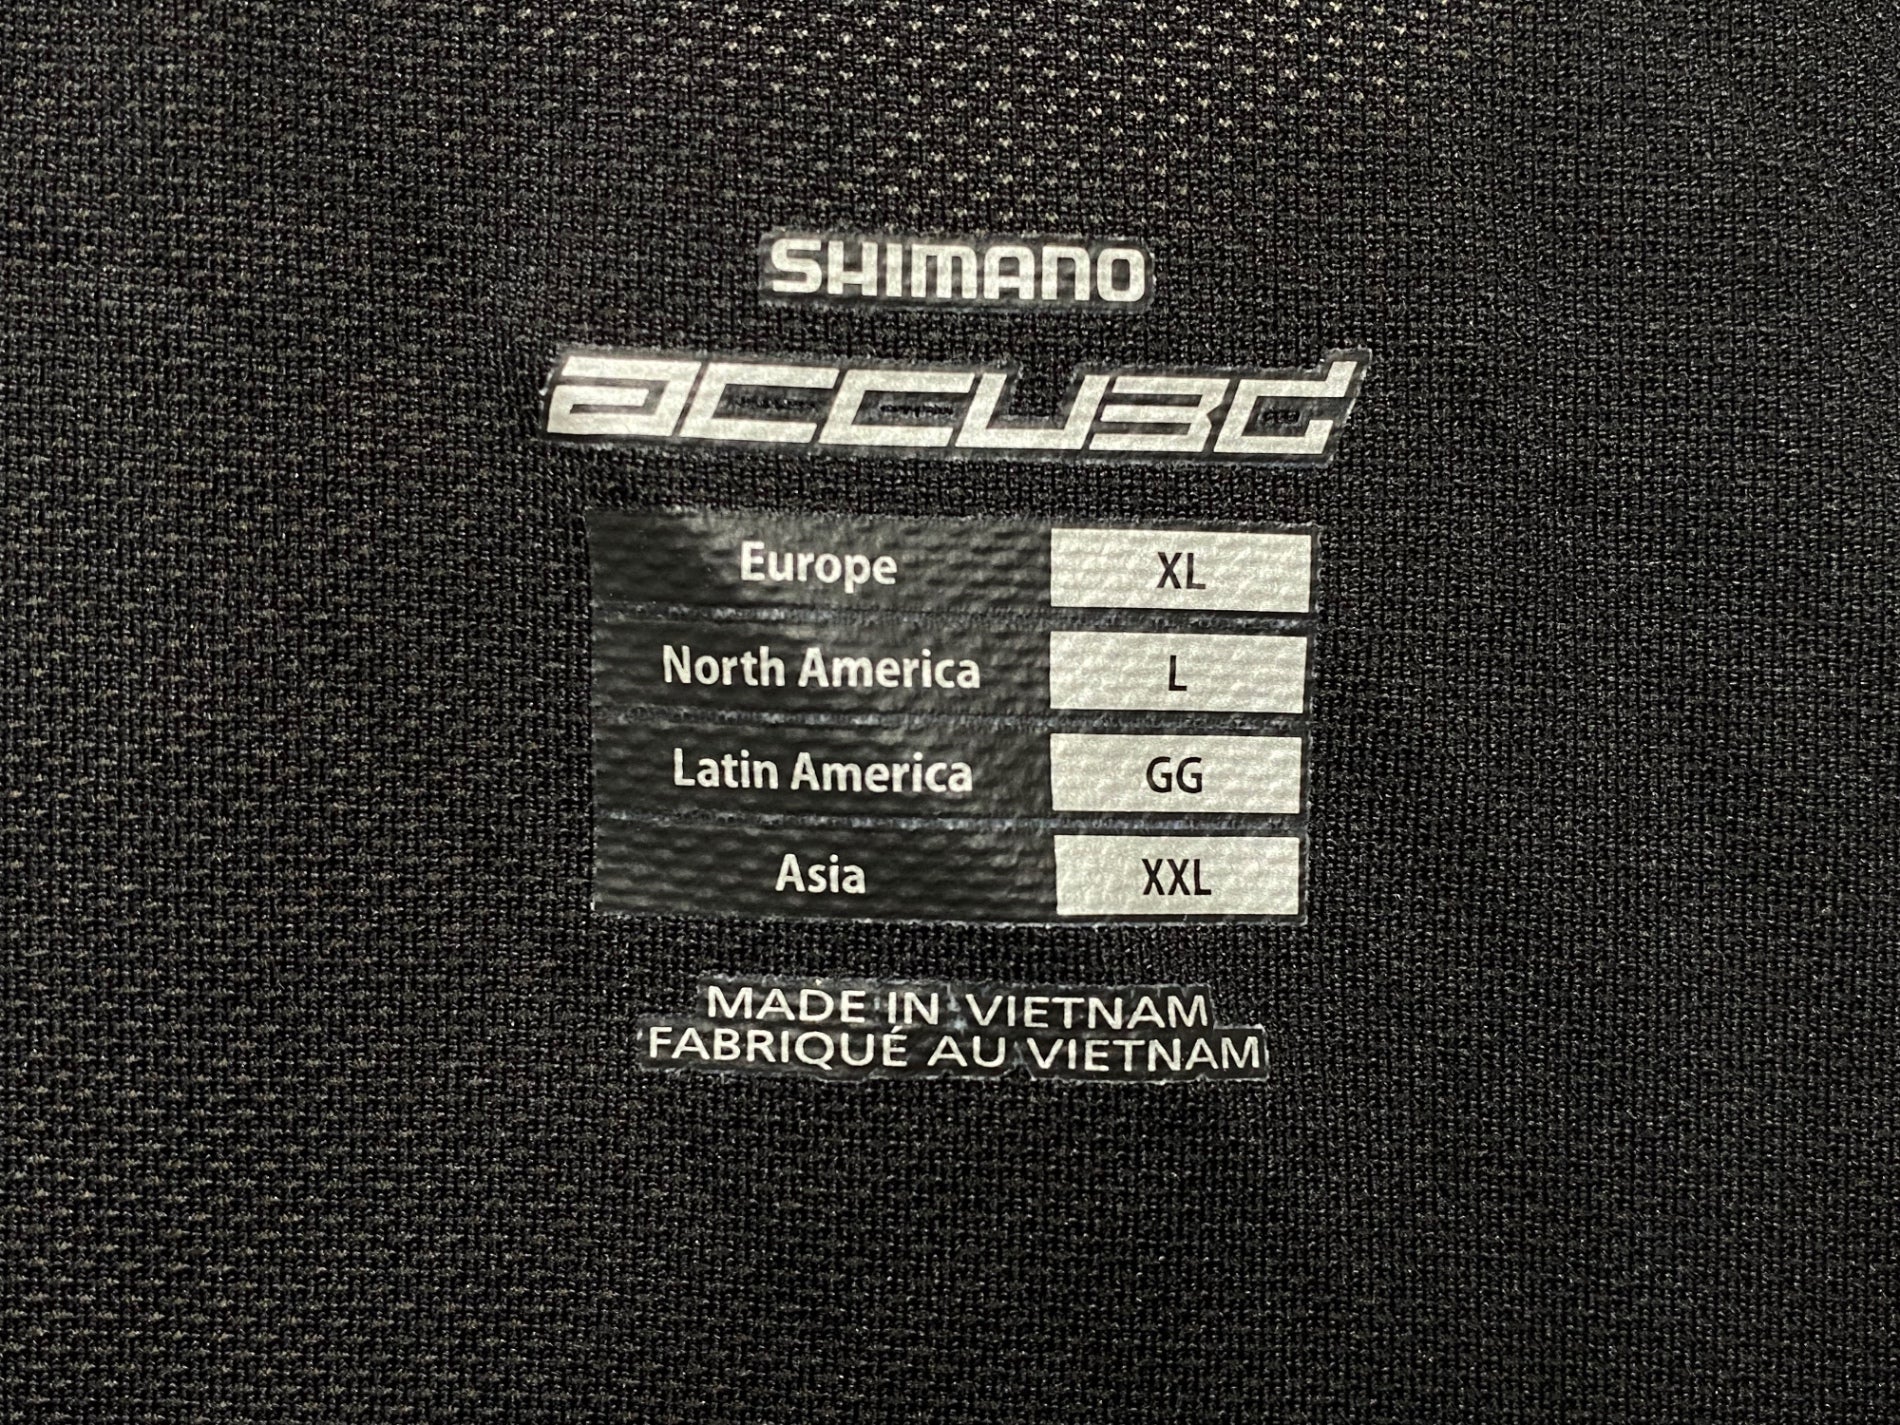 SHIMANO
accu3d
Europe XL
North America L
Latin America GG
Asia XXL
MADE IN VIETNAM
FABRIQUÉ AU VIETNAM